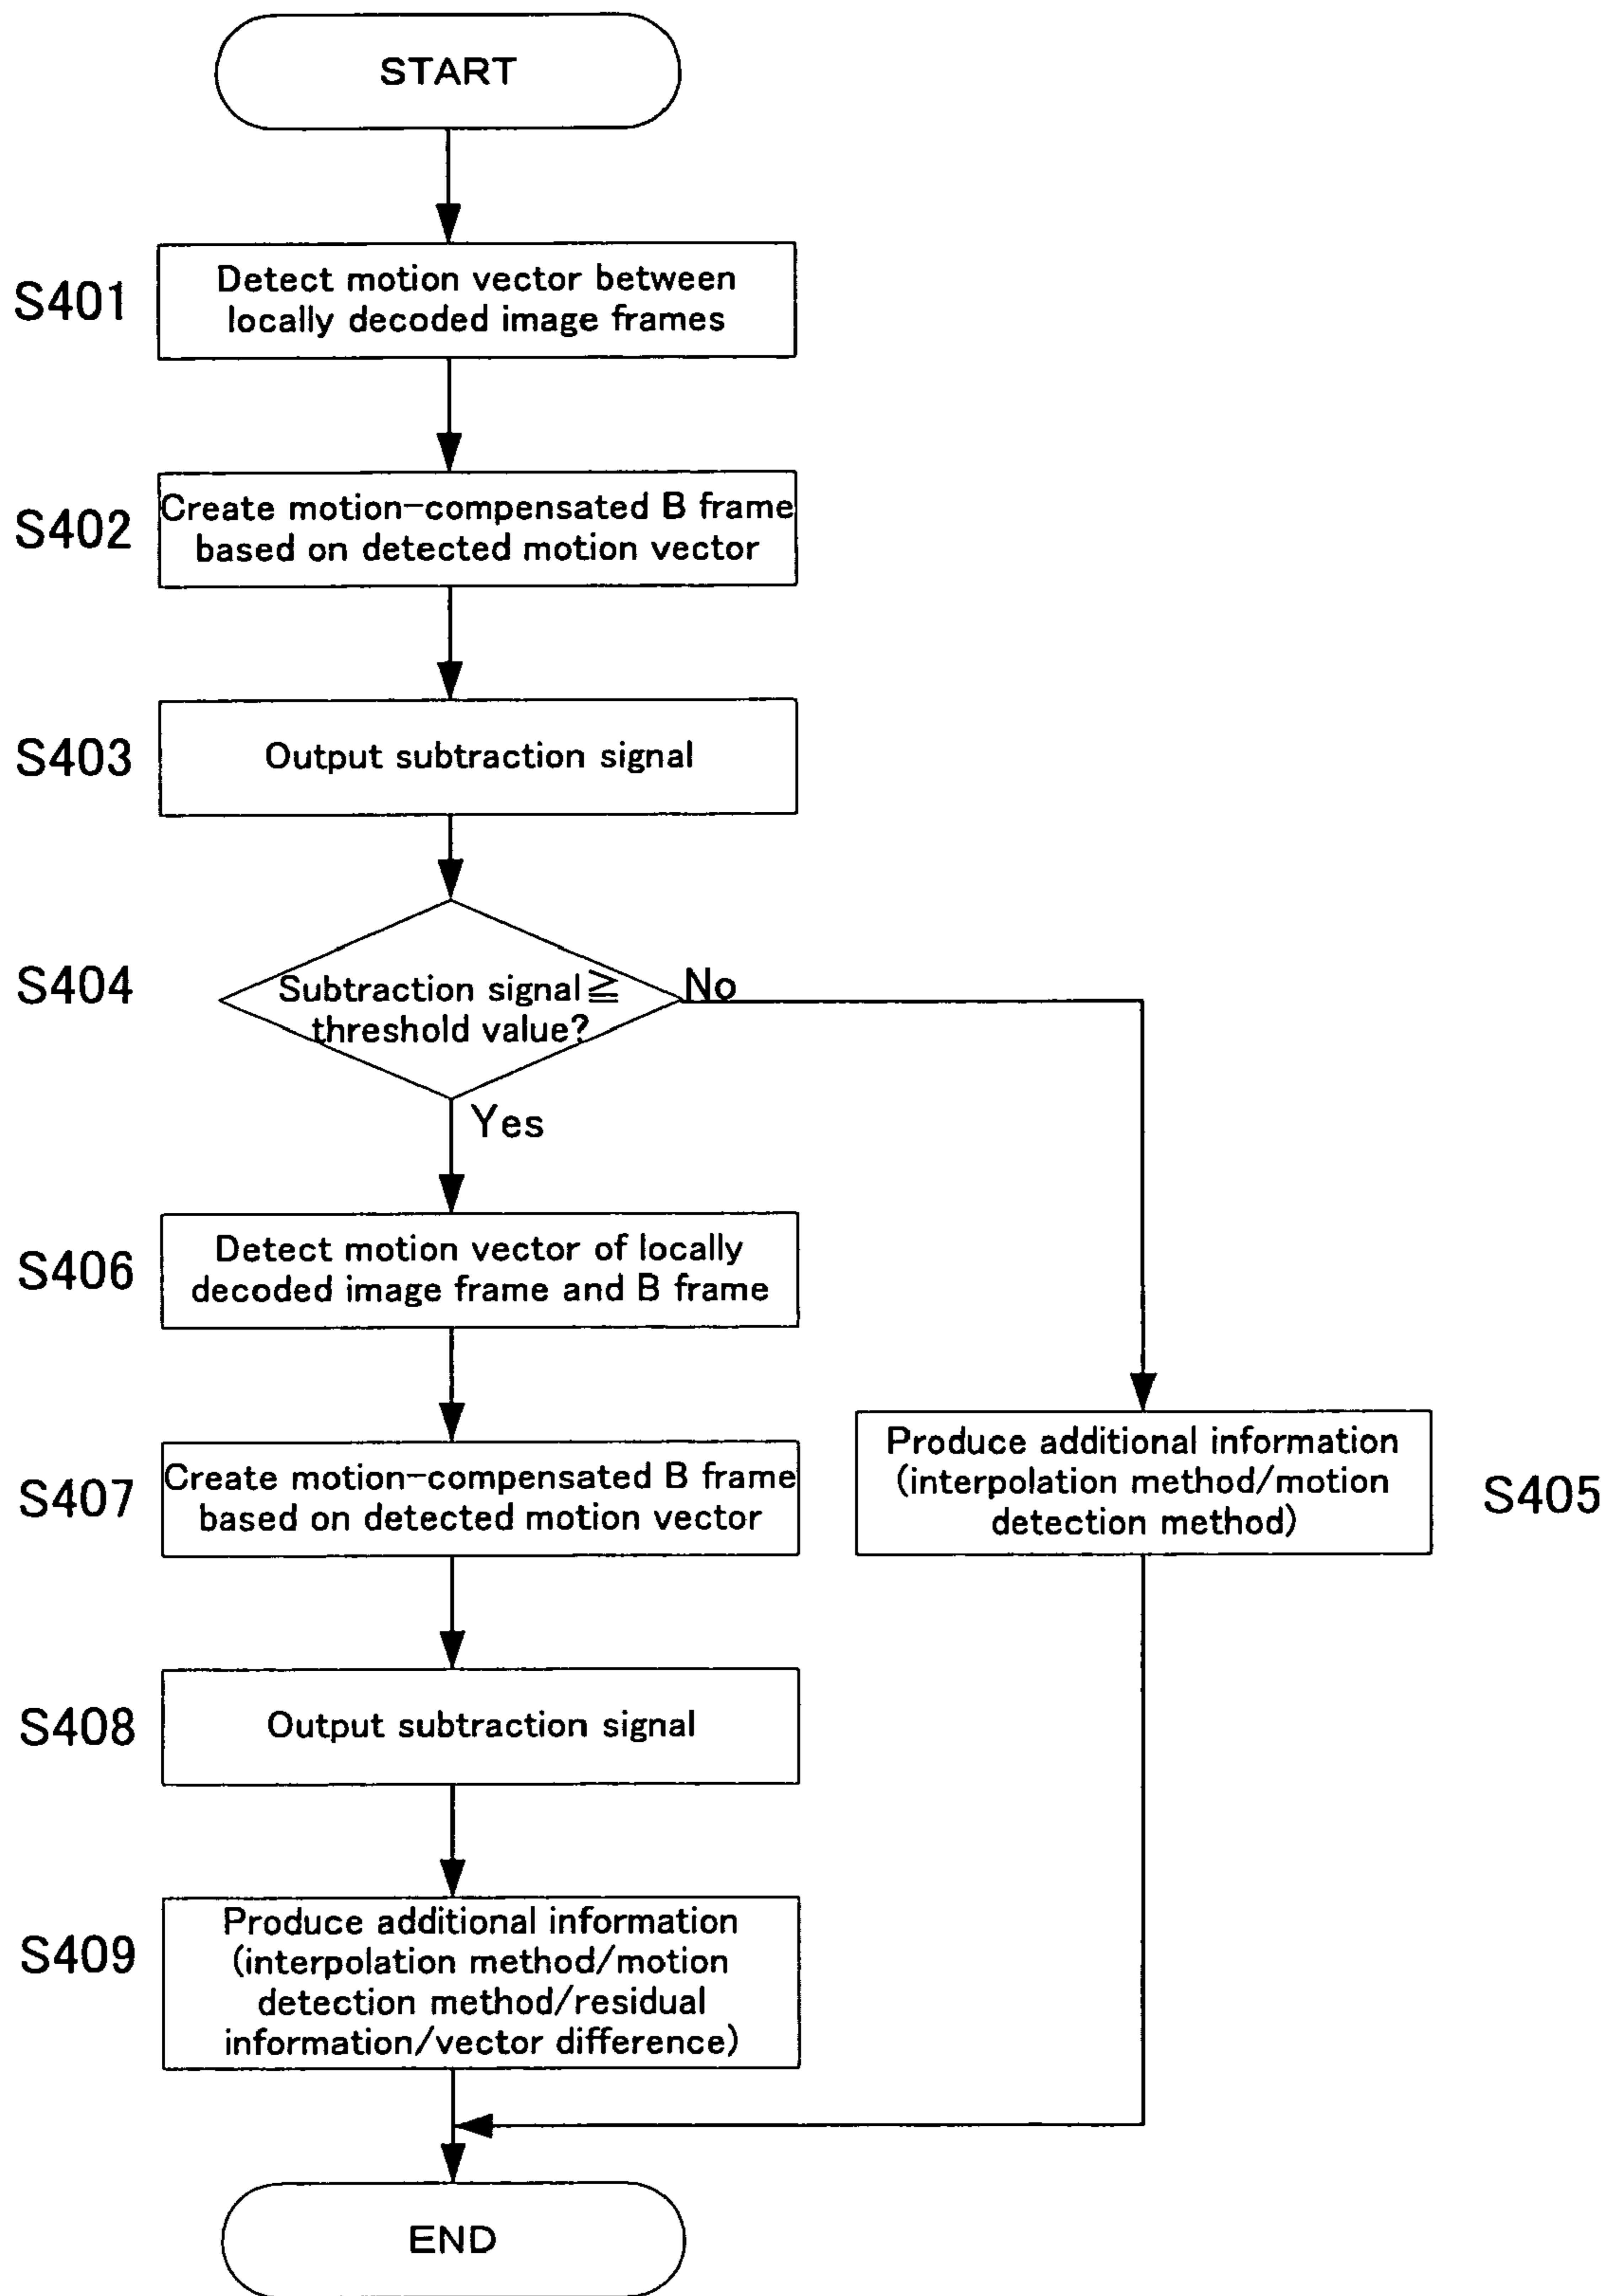 START
S401
Detect motion vector between
locally decoded image frames
S402
Create motion-compensated B frame
based on detected motion vector
S403
Output subtraction signal
S404
Subtraction signal≧
threshold value?
No
Yes
S406
Detect motion vector of locally
decoded image frame and B frame
S407
Create motion-compensated B frame
based on detected motion vector
Produce additional information
(interpolation method/motion
detection method)
S405
S408
Output subtraction signal
S409
Produce additional information
(interpolation method/motion
detection method/residual
information/vector difference)
END